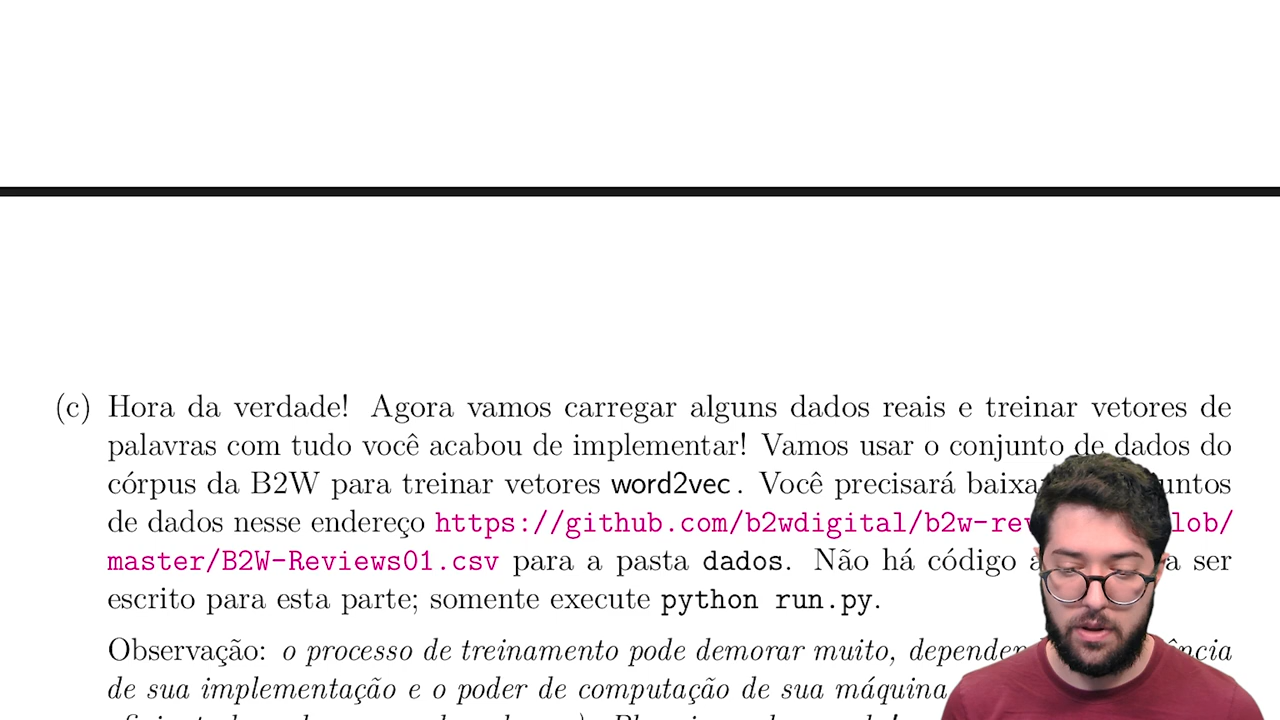 (c) Hora da verdade! Agora vamos carregar alguns dados reais e treinar vetores de
palavras com tudo você acabou de implementar! Vamos usar o conjunto de dados do
córpus da B2W para treinar vetores word2vec. Você precisará
de dados nesse endereço https://github.com/b2wdigital/
master/B2W-Reviews01.csv para a pasta dados. Não há código ser
escrito para esta parte; somente execute python run.py.
Observação: o processo de treinamento pode demorar muito,
de sua implementação e o poder de computação de sua máquina